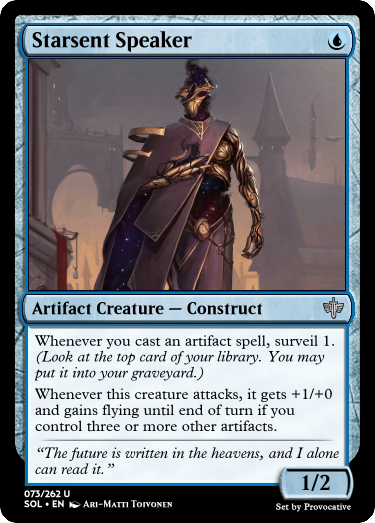 Starsent Speaker
Artifact Creature — Construct
Whenever you cast an artifact spell, surveil 1.
(Look at the top card of your library. You may
put it into your graveyard.)
Whenever this creature attacks, it gets +1/+0
and gains flying until end of turn if you
control three or more other artifacts.
“The future is written in the heavens, and I alone
can read it.”
1/2
073/262 U
SOL • EN Ari-Matti Toivonen
Set by Provocative